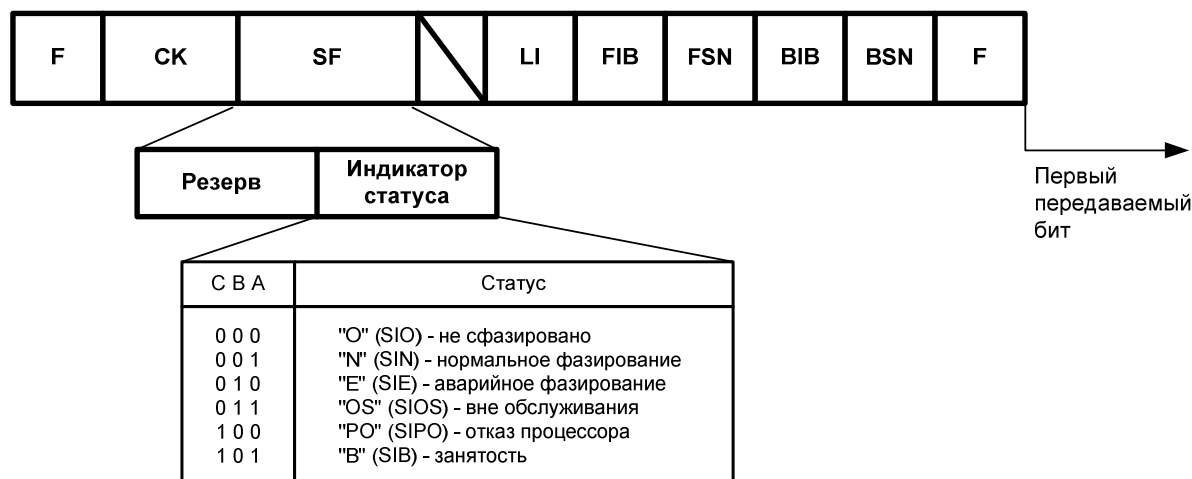 F CK SF LI FIB FSN BIB BSN F
Резерв
Индикатор
статуса
Первый
передаваемый
бит
C B A Статус
0 0 0 "O" (SIO) - не сфазировано
0 0 1 "N" (SIN) - нормальное фазирование
0 1 0 "E" (SIE) - аварийное фазирование
0 1 1 "OS" (SIOS) - вне обслуживания
1 0 0 "PO" (SIPO) - отказ процессора
1 0 1 "B" (SIB) - занятость